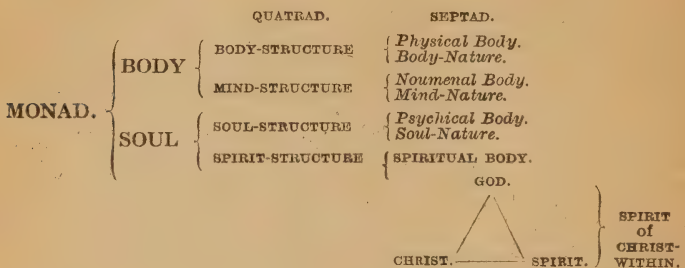 QUATRAD. SEPTAD.
BODY-STRUCTURE Physical Body.
BODY Body-Nature.
MIND-STRUCTURE Noumenal Body.
Mind-Nature.
MONAD.
SOUL-STRUCTURE Psychical Body.
SOUL Soul-Nature.
SPIRIT-STRUCTURE SPIRITUAL BODY.
GOD.
SPIRIT
of
CHRIST-
CHRIST. SPIRIT. WITHIN.